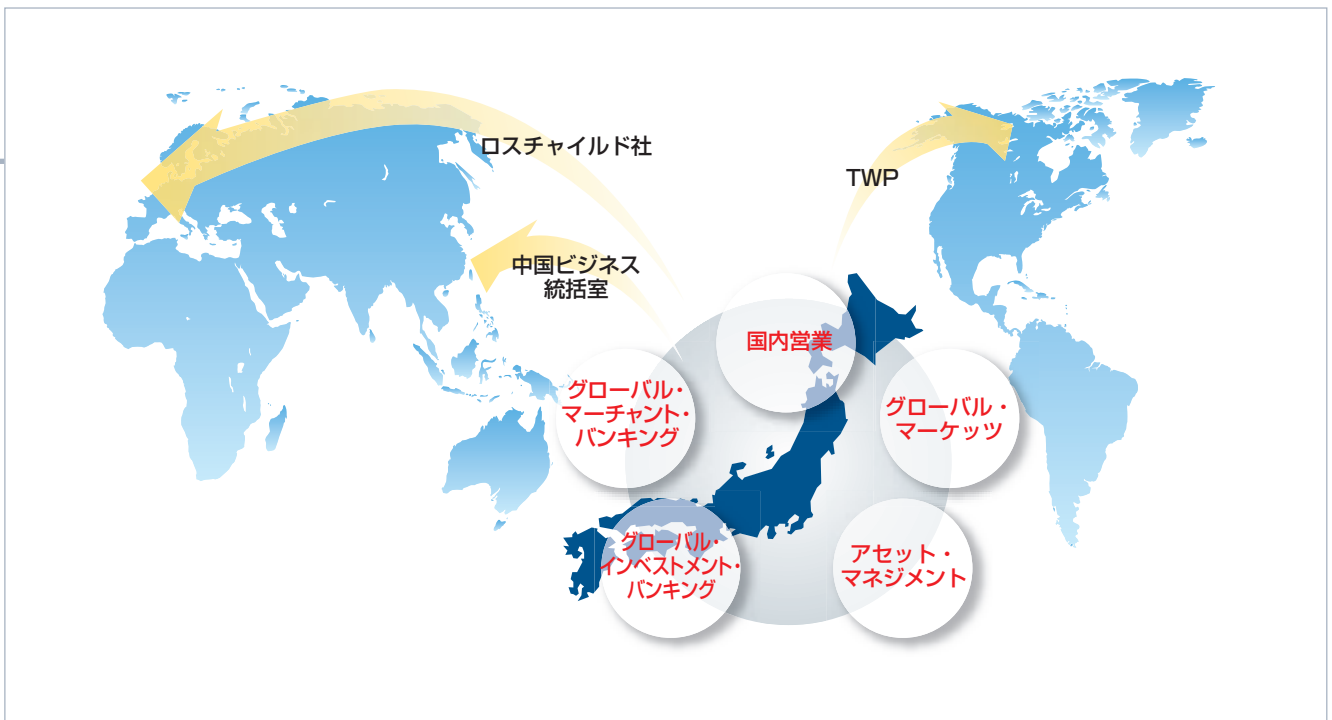 ロスチャイルド社
TWP
中国ビジネス
統括室
国内営業
グローバル・
マーチャント・
バンキング
グローバル・
マーケッツ
グローバル・
インベストメント・
バンキング
アセット・
マネジメント